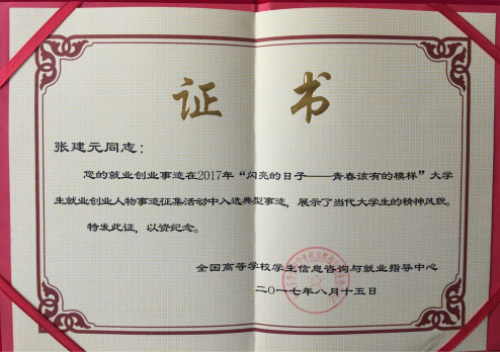 证 书
张建元同志：
您的就业创业事迹在2017年“闪亮的日子——青春该有的模样”大学
生就业创业人物事迹征集活动中入选典型事迹，展示了当代大学生的精神风貌。
特发此证，以资纪念。
全国高等学校学生信息咨询与就业指导中心
二〇一七年八月十五日